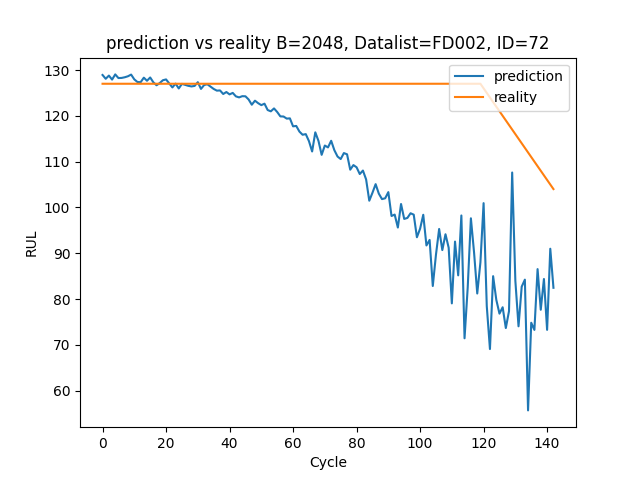 prediction vs reality B=2048, Datalist=FD002, ID=72
prediction
reality
130
120
110
100
90
80
70
60
RUL
0 20 40 60 80 100 120 140
Cycle